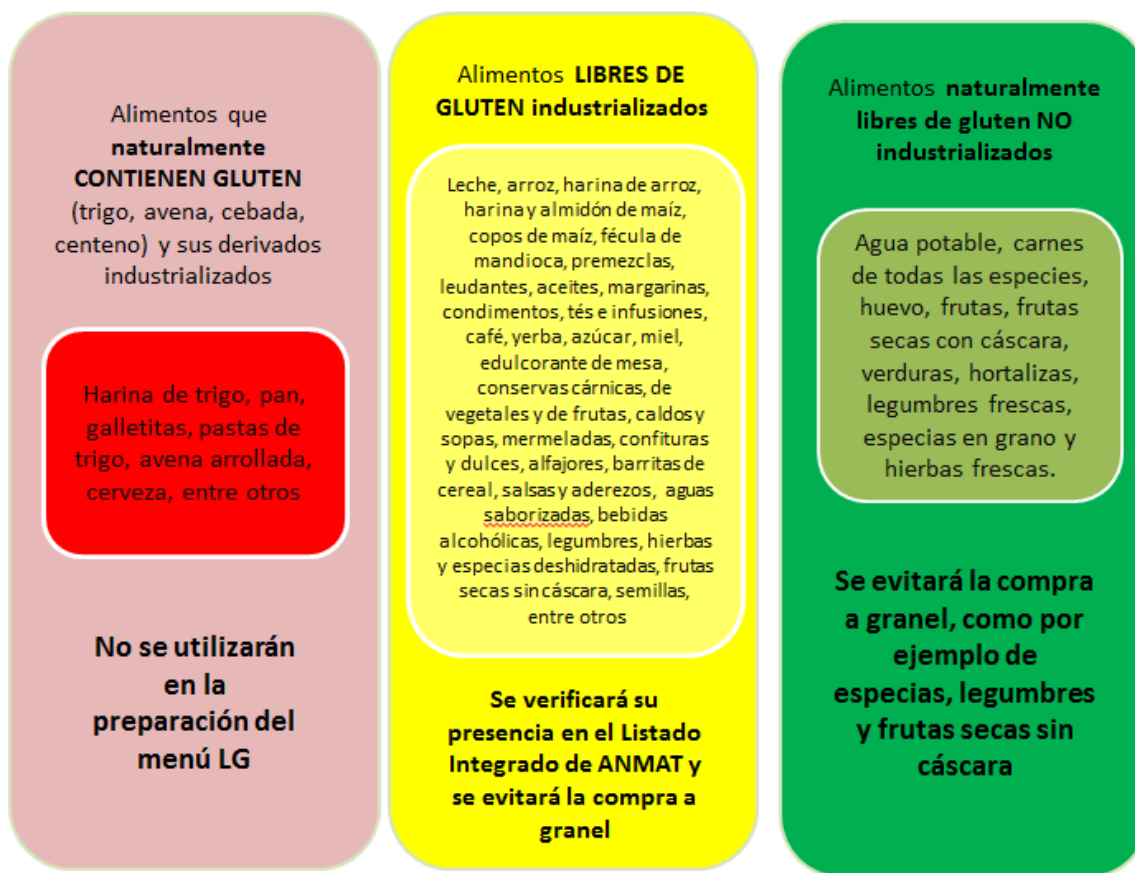 Alimentos que
naturalmente
CONTIENEN GLUTEN
(trigo, avena, cebada,
centeno) y sus derivados
industrializados
Harina de trigo, pan,
galletitas, pastas de
trigo, avena arrollada,
cerveza, entre otros
No se utilizarán
en la
preparación del
menú LG
Alimentos LIBRES DE
GLUTEN industrializados
Leche, arroz, harina de arroz,
harina y almidón de maíz,
copos de maíz, fécula de
mandioca, premezclas,
leudantes, aceites, margarinas,
condimentos, tés e infusiones,
café, yerba, azúcar, miel,
edulcorante de mesa,
conservas cárnicas, de
vegetales y de frutas, caldos y
sopas, mermeladas, confituras
y dulces, alfajores, barritas de
cereal, salsas y aderezos, aguas
saborizadas, bebidas
alcohólicas, legumbres, hierbas
y especias deshidratadas, frutas
secas sin cáscara, semillas,
entre otros
Se verificará su
presencia en el Listado
Integrado de ANMAT y
se evitará la compra a
granel
Alimentos naturalmente
libres de gluten NO
industrializados
Agua potable, carnes
de todas las especies,
huevo, frutas, frutas
secas con cáscara,
verduras, hortalizas,
legumbres frescas,
especias en grano y
hierbas frescas.
Se evitará la compra
a granel, como por
ejemplo de
especias, legumbres
y frutas secas sin
cáscara